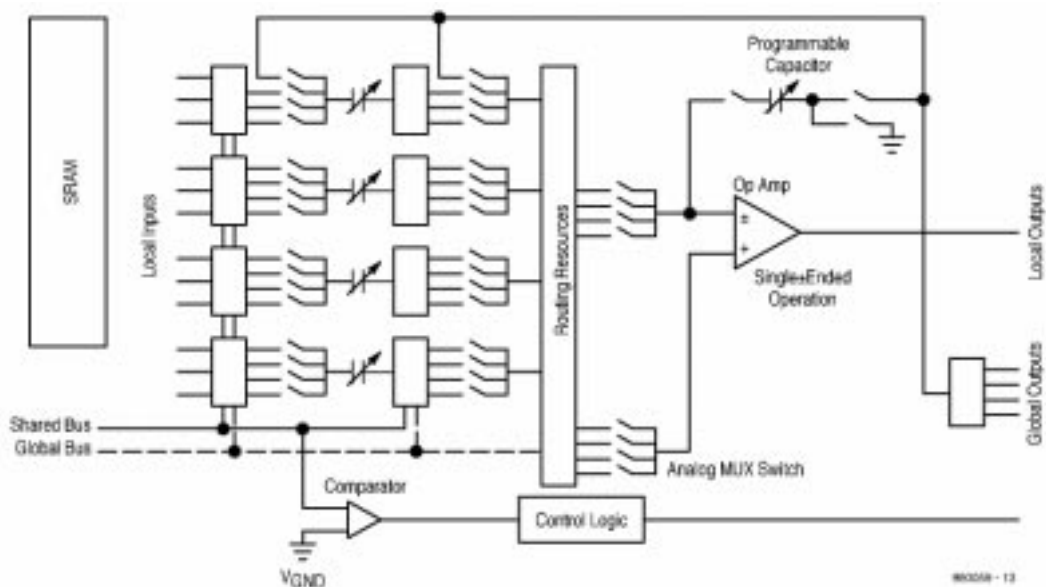 Programmable
Capacitor
SRAM
Local Inputs
Routing Resources
Op Amp
=
+
Single±Ended
Operation
Local Outputs
Global Outputs
Shared Bus
Global Bus
Analog MUX Switch
Comparator
Control Logic
VGND